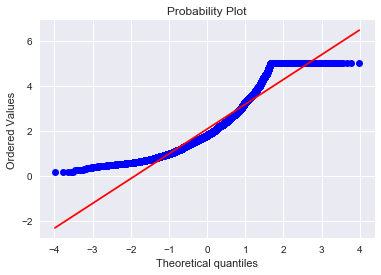 Probability Plot
6
4
2
0
−2
Ordered Values
−4 −3 −2 −1 0 1 2 3 4
Theoretical quantiles